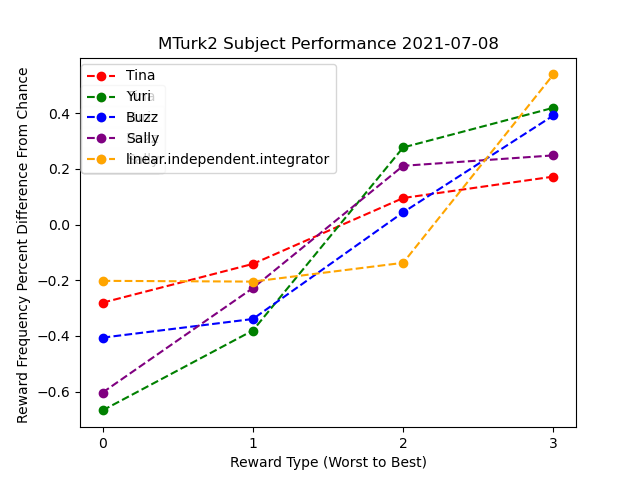 MTurk2 Subject Performance 2021-07-08
Tina
Yuri
Buzz
Sally
linear.independent.integrator
Reward Frequency Percent Difference From Chance
0.4
0.2
0.0
−0.2
−0.4
−0.6
0 1 2 3
Reward Type (Worst to Best)